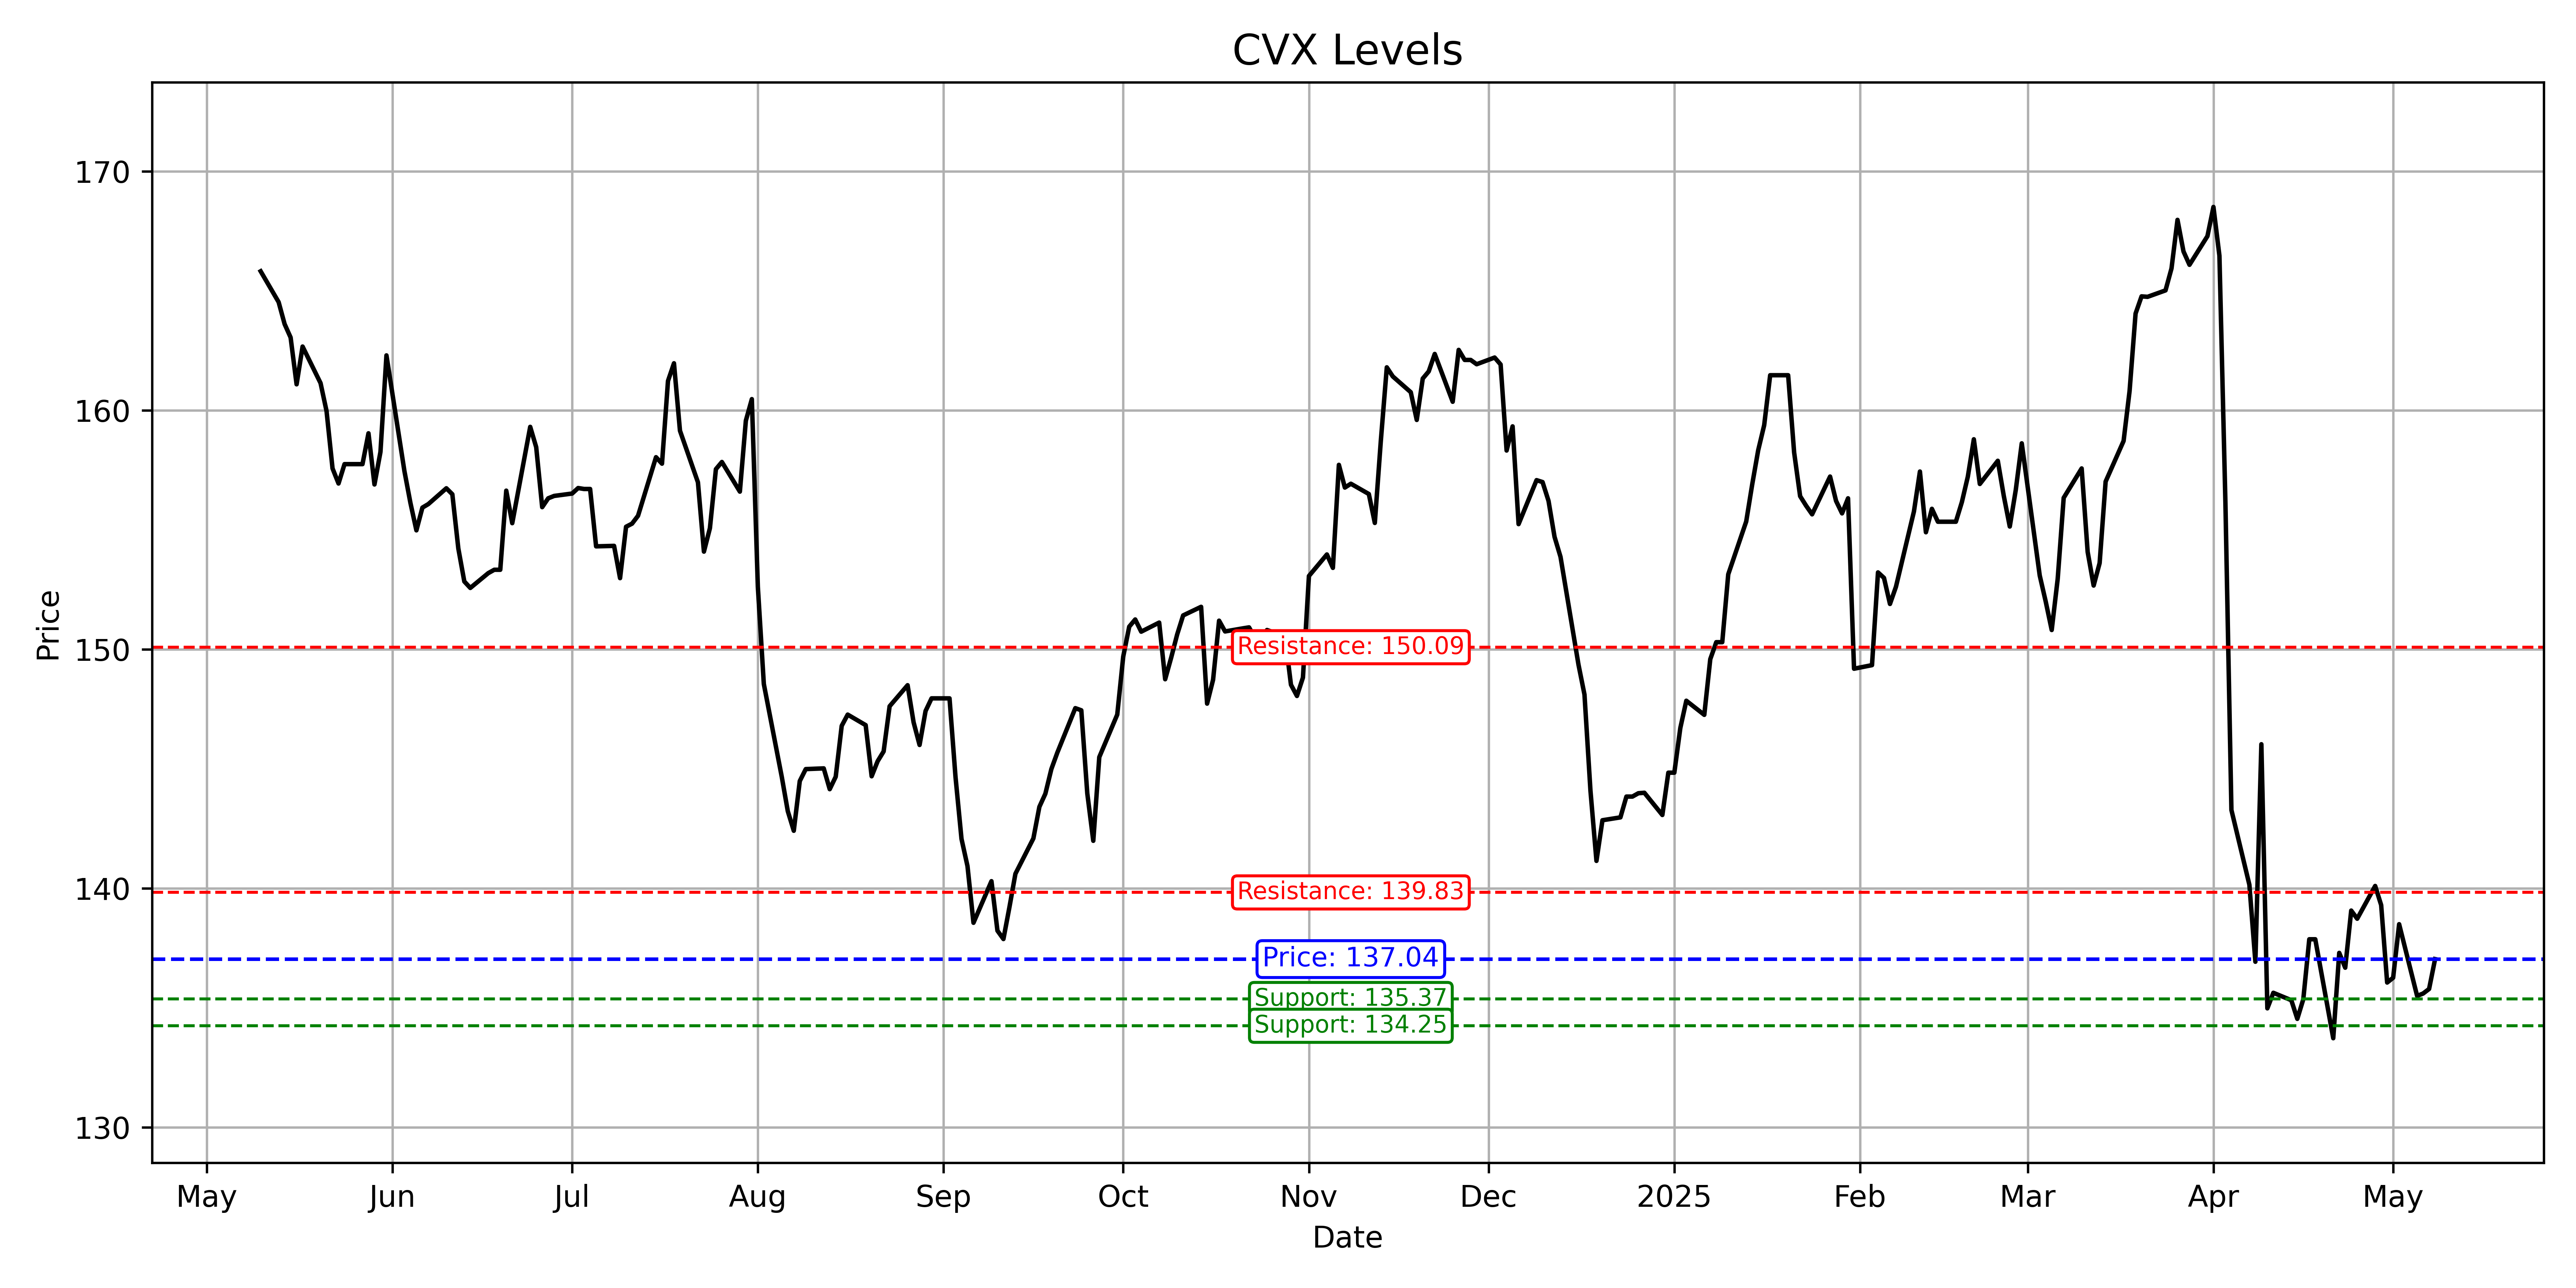 CVX Levels
170
160
150
140
130
Price
Resistance: 150.09
Resistance: 139.83
Price: 137.04
Support: 135.37
Support: 134.25
May Jun Jul Aug Sep Oct Nov Dec 2025 Feb Mar Apr May
Date